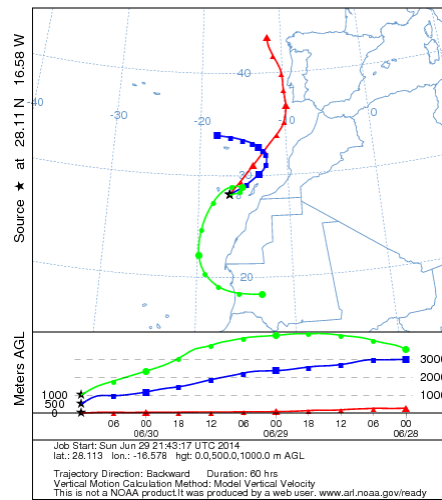 Source ★ at 28.11 N 16.58 W
-40
-30
-20
-10
0
40
30
20
Meters AGL
3000
2000
1000
1000
500
0
06 00 18 12 06 00 18 12 06 00
06/30 06/29 06/28
Job Start: Sun Jun 29 21:43:17 UTC 2014
lat.: 28.113 lon.: -16.578 hgt: 0.0,500.0,1000.0 m AGL
Trajectory Direction: Backward Duration: 60 hrs
Vertical Motion Calculation Method: Model Vertical Velocity
This is not a NOAA product.It was produced by a web user. www.arl.noaa.gov/ready